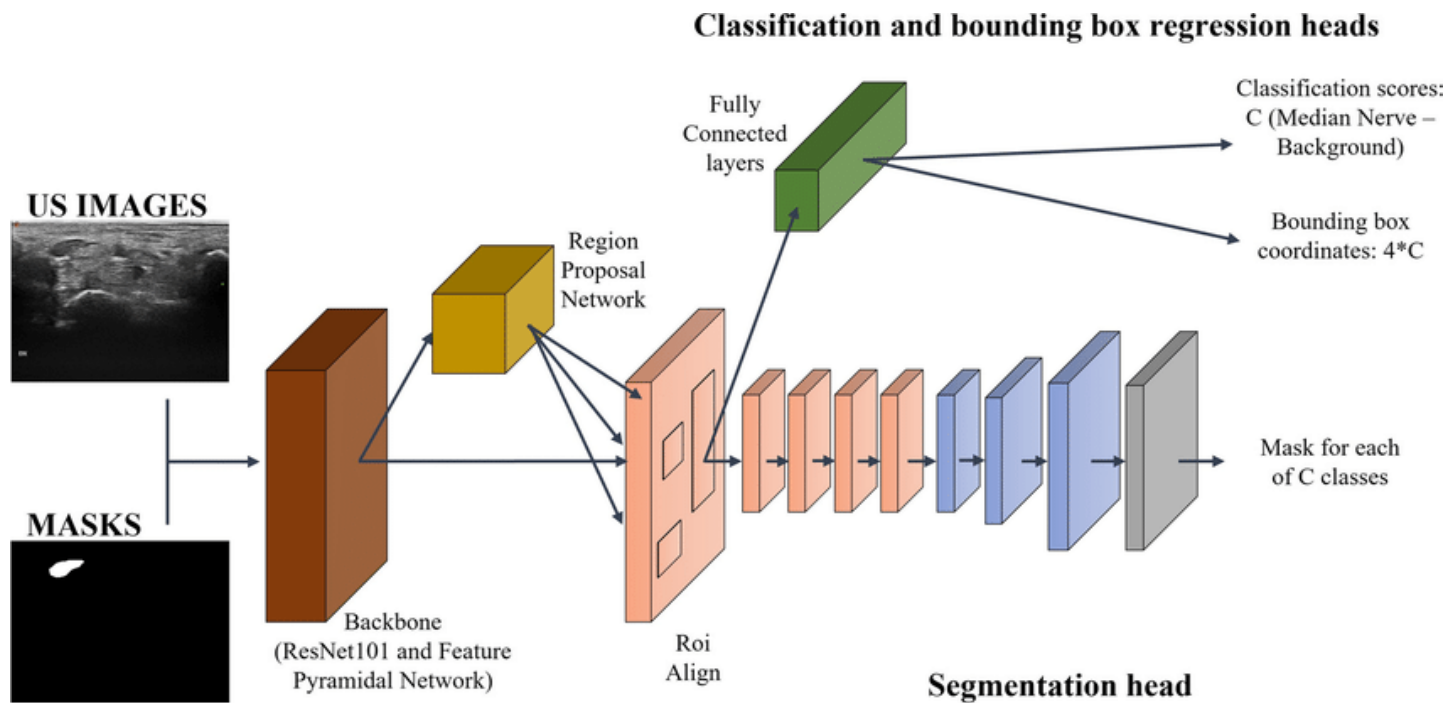 Classification and bounding box regression heads
Fully
Connected
layers
Classification scores:
C (Median Nerve –
Background)
Bounding box
coordinates: 4*C
US IMAGES
Region
Proposal
Network
MASKS
Backbone
(ResNet101 and Feature
Pyramidal Network)
Roi
Align
Mask for each
of C classes
Segmentation head